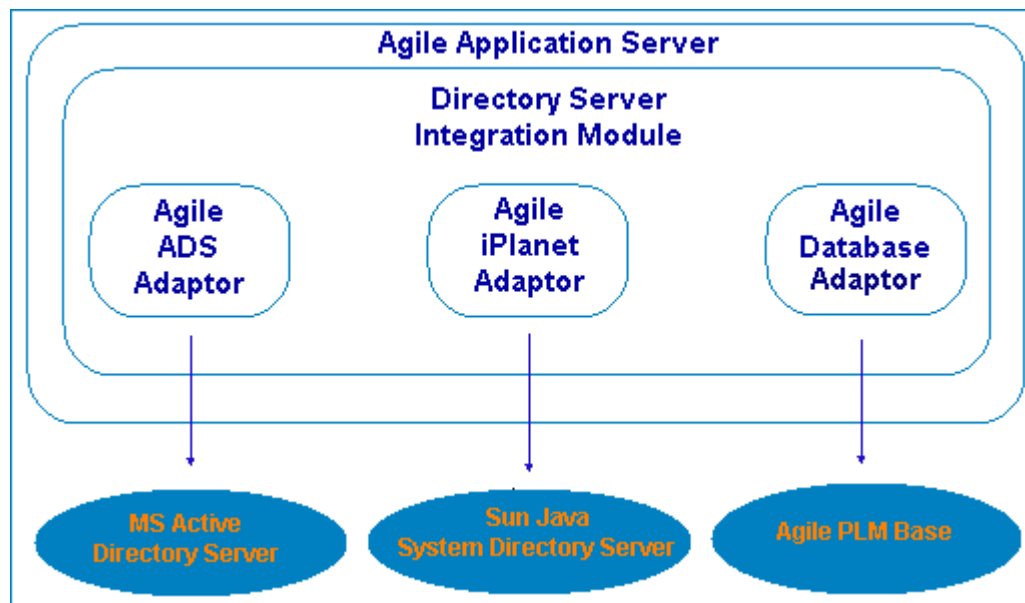 Agile Application Server
Directory Server
Integration Module
Agile
ADS
Adaptor
Agile
iPlanet
Adaptor
Agile
Database
Adaptor
MS Active
Directory Server
Sun Java
System Directory Server
Agile PLM Base